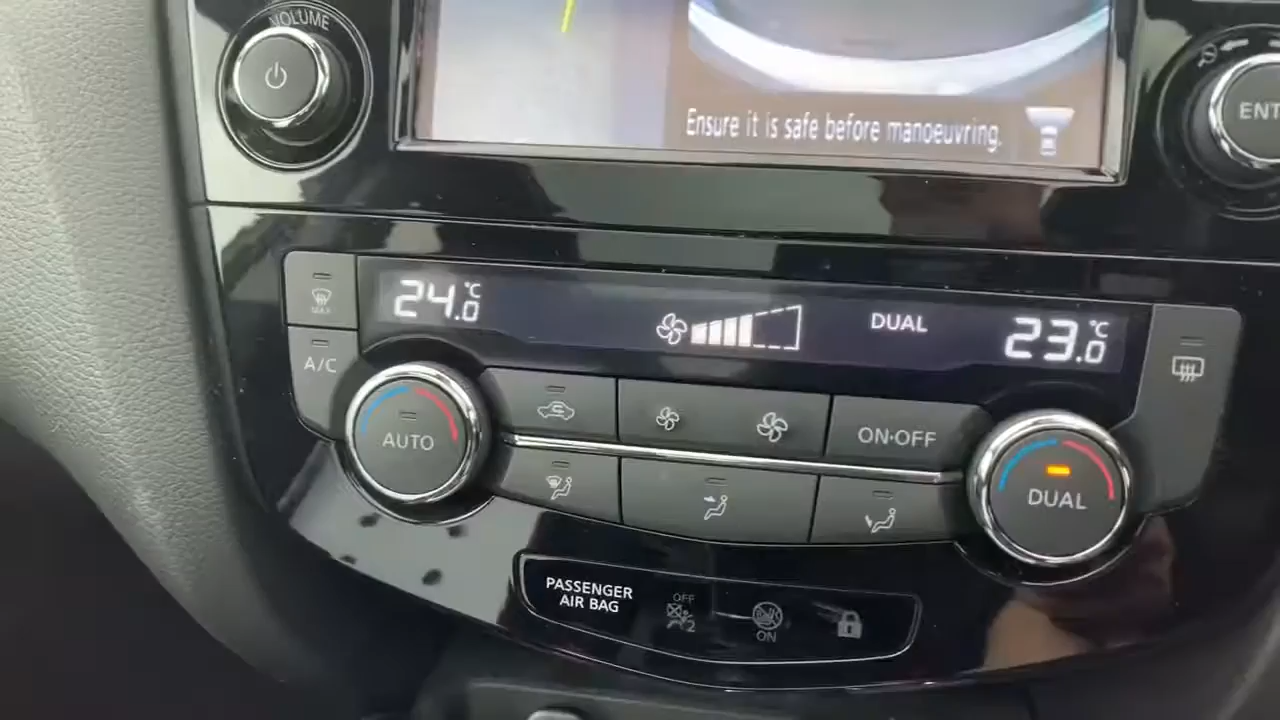 VOLUME
ENT
Ensure it is safe before manoeuvring.
24.0°C
DUAL
23.0°C
MAX
A/C
AUTO
ON·OFF
DUAL
PASSENGER
AIR BAG
OFF
2
ON